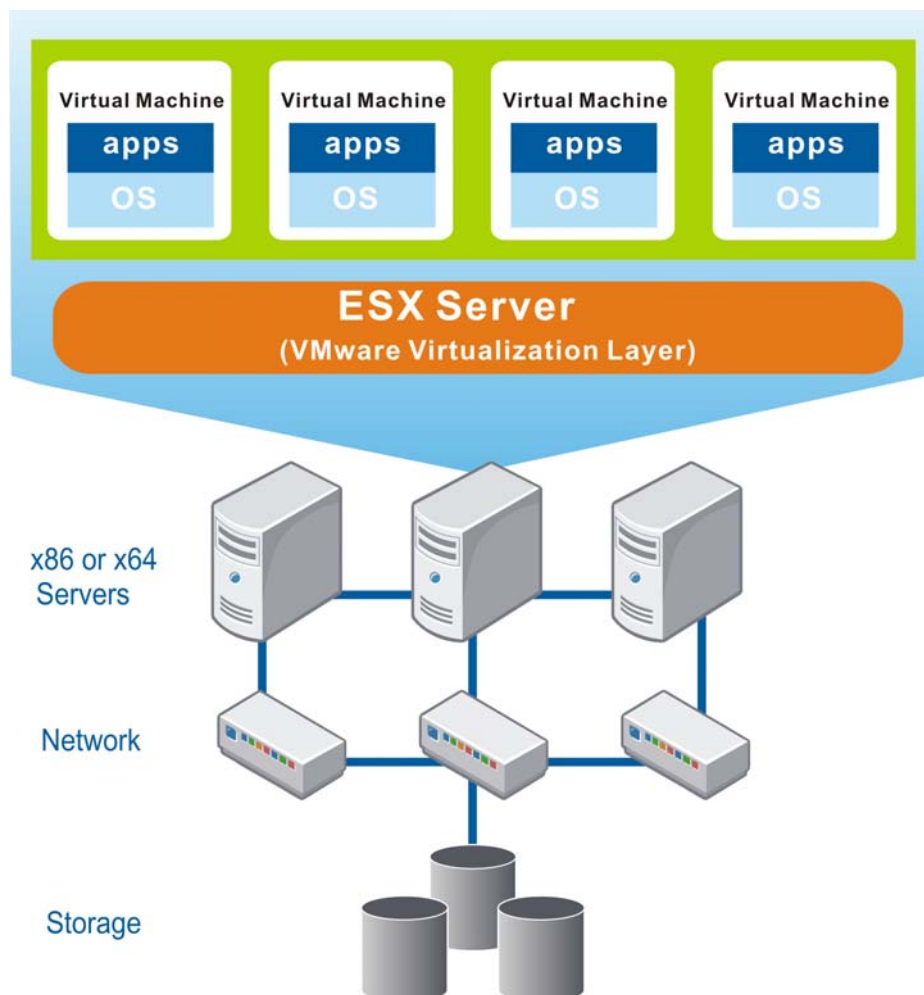 Virtual Machine Virtual Machine Virtual Machine Virtual Machine
apps apps apps apps
OS OS OS OS
ESX Server
(VMware Virtualization Layer)
x86 or x64
Servers
Network
Storage